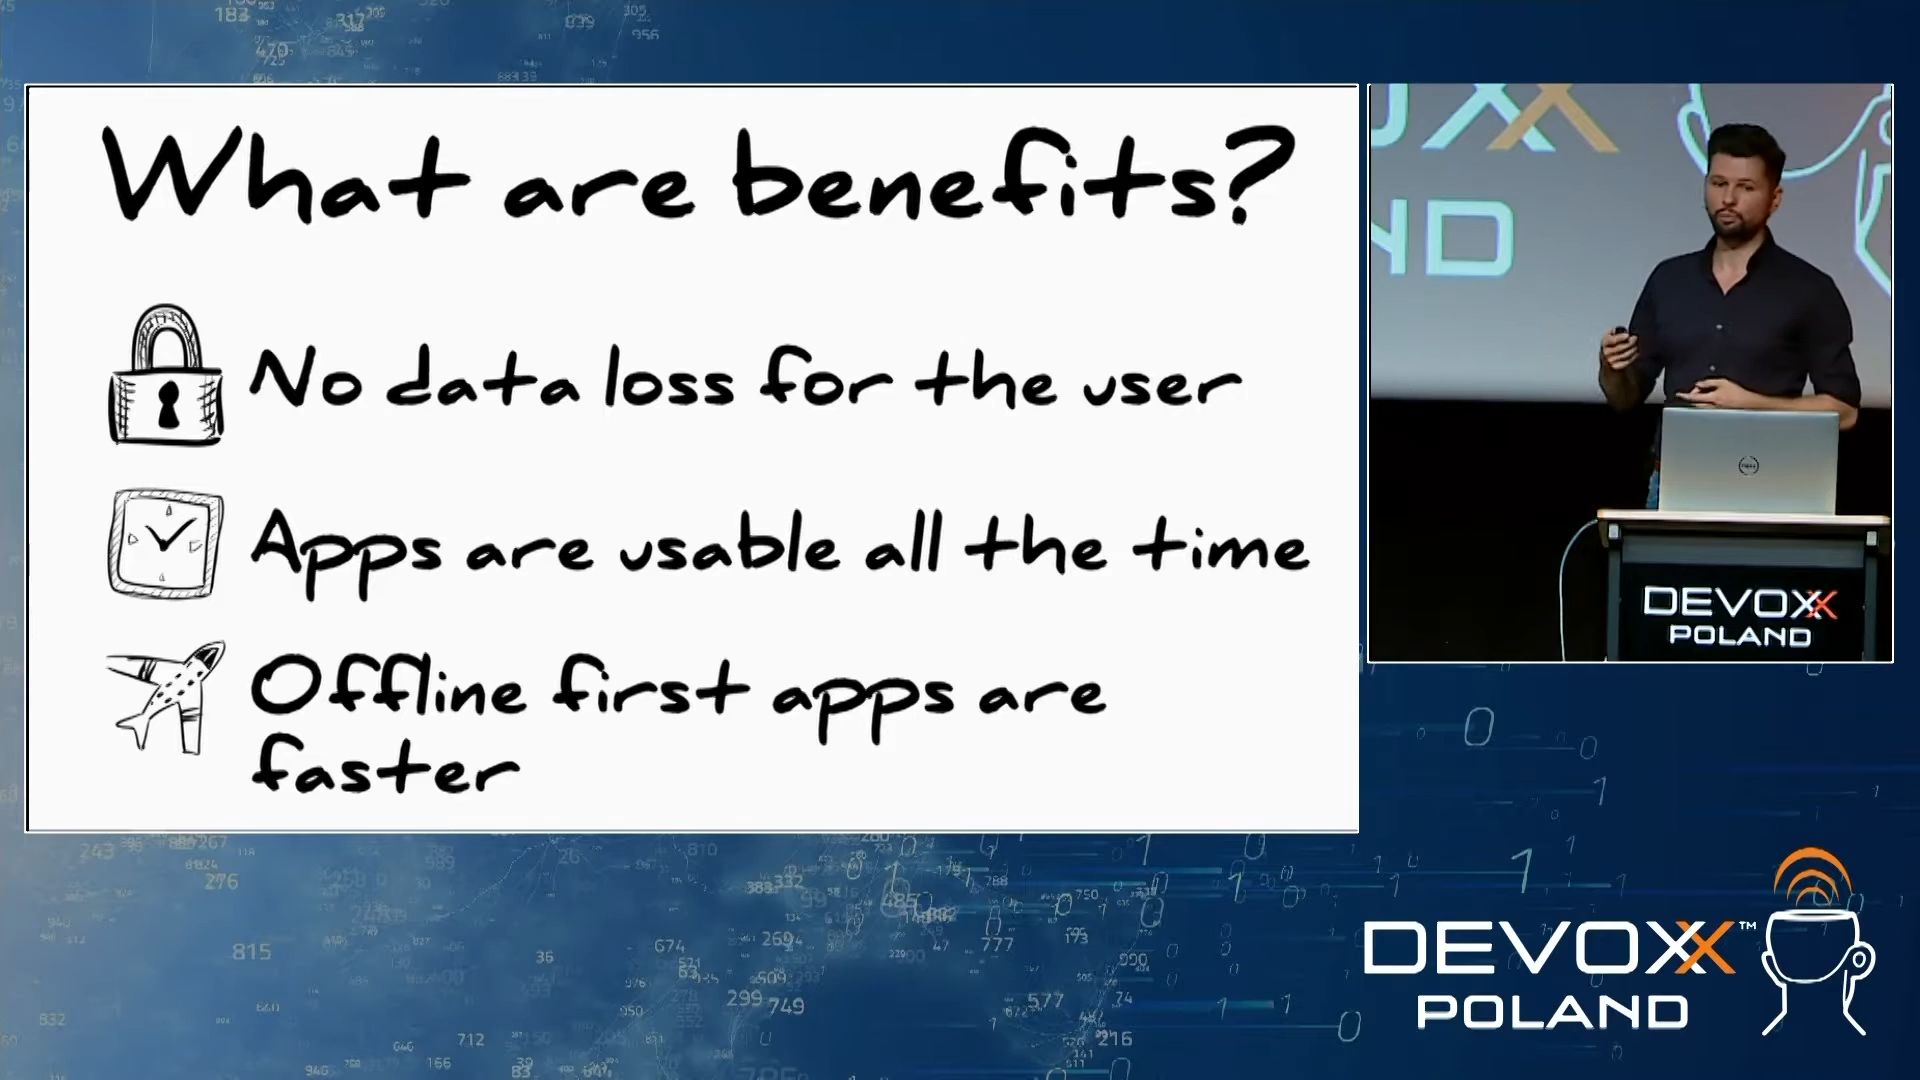 What are benefits?
No data loss for the user
Apps are usable all the time
Offline first apps are
faster
DEVOXX
POLAND
DEVOXX™
POLAND